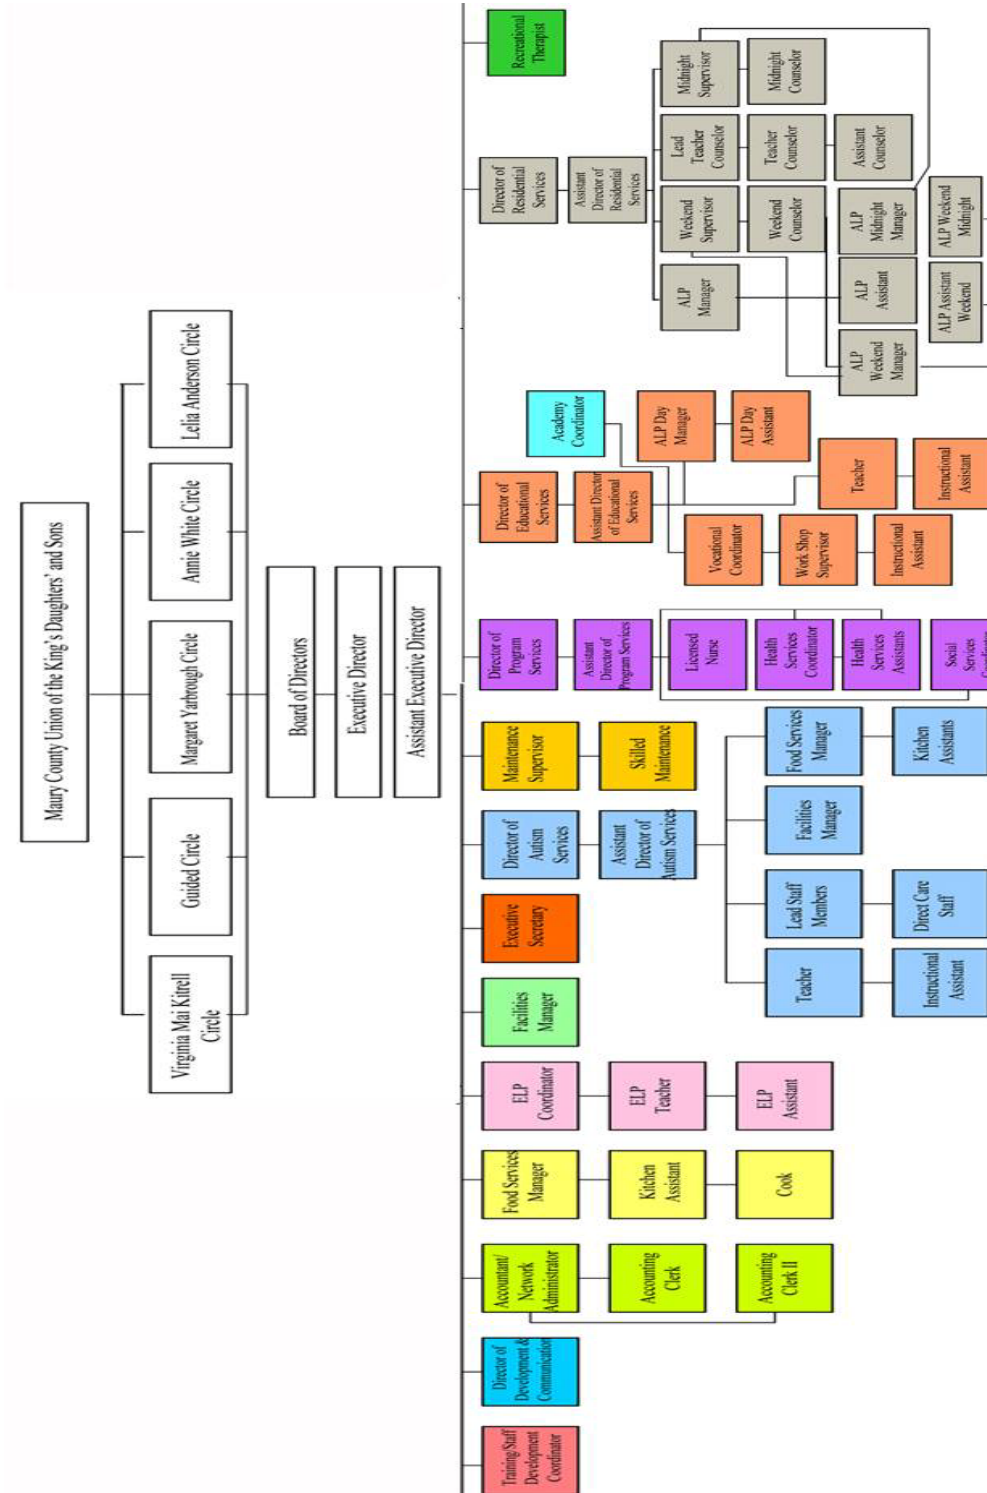 Maury County Union of the King's Daughters' and Sons
Virginia Mai Kitrell
Circle
Guided Circle
Margaret Yarbrough Circle
Annie White Circle
Lelia Anderson Circle
Board of Directors
Executive Director
Assistant Executive Director
Training/Staff
Development
Coordinator
Director of
Development &
Communication
Accountant/
Network
Administrator
Accounting
Clerk
Accounting
Clerk II
Food Services
Manager
Kitchen
Assistant
Cook
ELP
Coordinator
ELP
Teacher
ELP
Assistant
Facilities
Manager
Executive
Secretary
Director of
Autism
Services
Assistant
Director of
Autism Services
Teacher
Instructional
Assistant
Lead Staff
Members
Direct Care
Staff
Facilities
Manager
Food Services
Manager
Kitchen
Assistants
Maintenance
Supervisor
Skilled
Maintenance
Director of
Program
Services
Assistant
Director of
Program Services
Licensed
Nurse
Health
Services
Coordinator
Health
Services
Assistants
Social
Services
Director of
Educational
Services
Assistant Director
of Educational
Services
Academy
Coordinator
Vocational
Coordinator
Work Shop
Supervisor
Instructional
Assistant
ALP Day
Manager
ALP Day
Assistant
Teacher
Instructional
Assistant
Director of
Residential
Services
Assistant
Director of
Residential
Services
ALP
Manager
Weekend
Supervisor
Lead
Teacher
Counselor
Midnight
Supervisor
Weekend
Counselor
Teacher
Counselor
Midnight
Counselor
ALP
Weekend
Manager
ALP
Assistant
ALP
Midnight
Manager
Assistant
Counselor
ALP Assistant
Weekend
ALP Weekend
Midnight
Recreational
Therapist